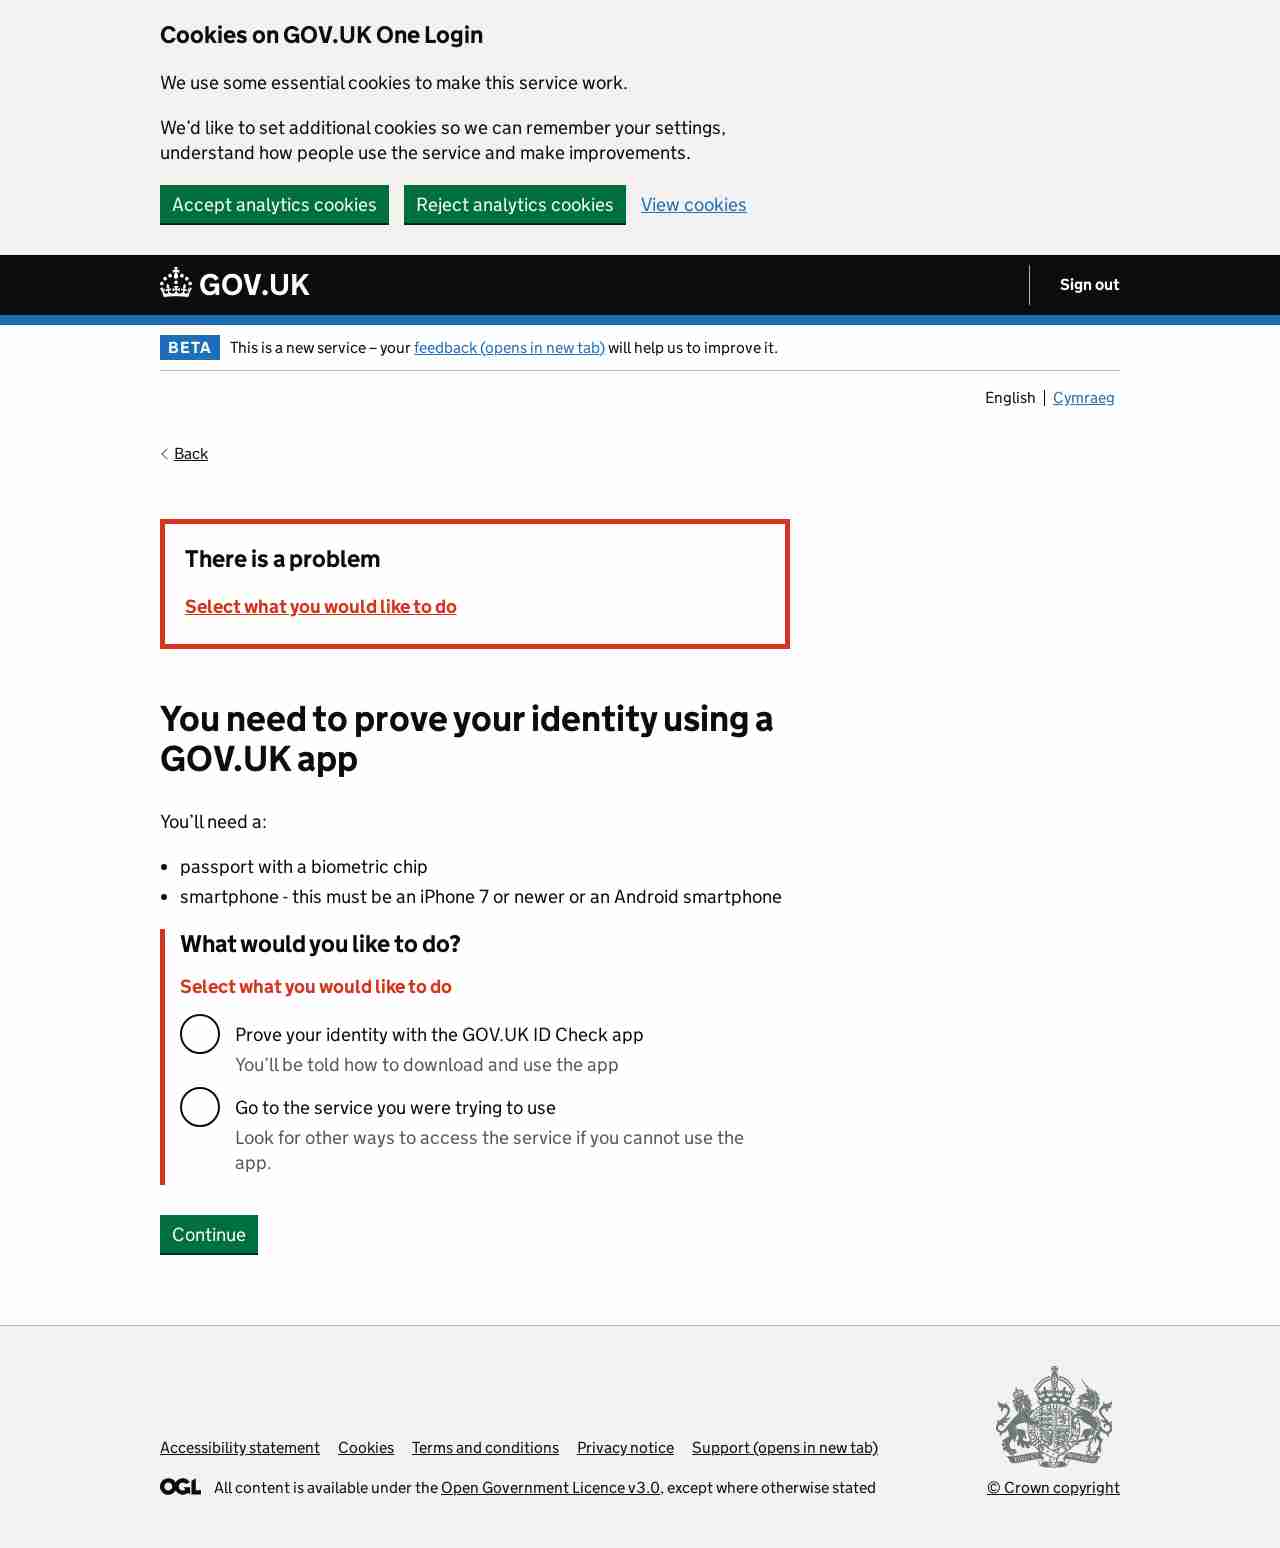 Cookies on GOV.UK One Login
We use some essential cookies to make this service work.
We’d like to set additional cookies so we can remember your settings,
understand how people use the service and make improvements.
Accept analytics cookies Reject analytics cookies View cookies
GOV.UK Sign out
BETA This is a new service – your feedback (opens in new tab) will help us to improve it.
English Cymraeg
Back
There is a problem
Select what you would like to do
You need to prove your identity using a
GOV.UK app
You’ll need a:
• passport with a biometric chip
• smartphone - this must be an iPhone 7 or newer or an Android smartphone
What would you like to do?
Select what you would like to do
Prove your identity with the GOV.UK ID Check app
You’ll be told how to download and use the app
Go to the service you were trying to use
Look for other ways to access the service if you cannot use the
app.
Continue
Accessibility statement Cookies Terms and conditions Privacy notice Support (opens in new tab)
OGL All content is available under the Open Government Licence v3.0, except where otherwise stated
© Crown copyright